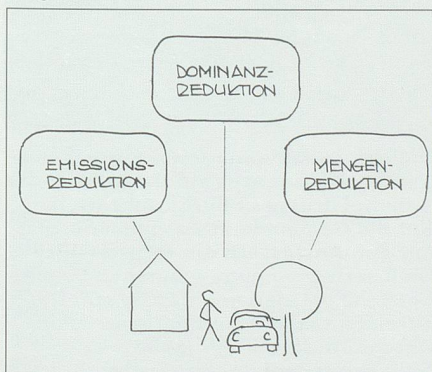 DOMINANZ-
REDUKTION
EMISSIONS-
REDUKTION
MENGEN-
REDUKTION